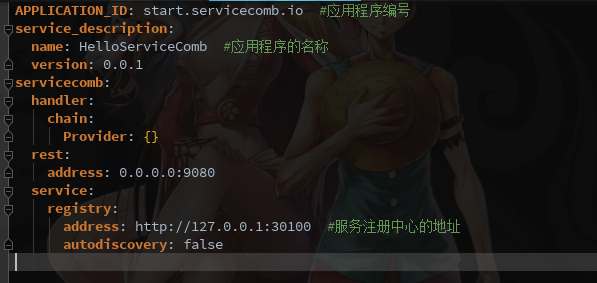 APPLICATION_ID: start.servicecomb.io  #应用程序编号
service_description:
  name: HelloServiceComb  #应用程序的名称
  version: 0.0.1
servicecomb:
  handler:
    chain:
      Provider: {}
  rest:
    address: 0.0.0.0:9080
  service:
    registry:
      address: http://127.0.0.1:30100  #服务注册中心的地址
      autodiscovery: false